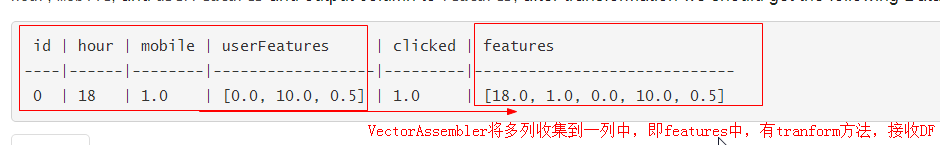 id | hour | mobile | userFeatures | clicked | features
----|------|--------|------------------|---------|-----------------------------
0 | 18 | 1.0 | [0.0, 10.0, 0.5] | 1.0 | [18.0, 1.0, 0.0, 10.0, 0.5]
VectorAssembler将多列收集到一列中，即features中，有tranform方法，接收DF